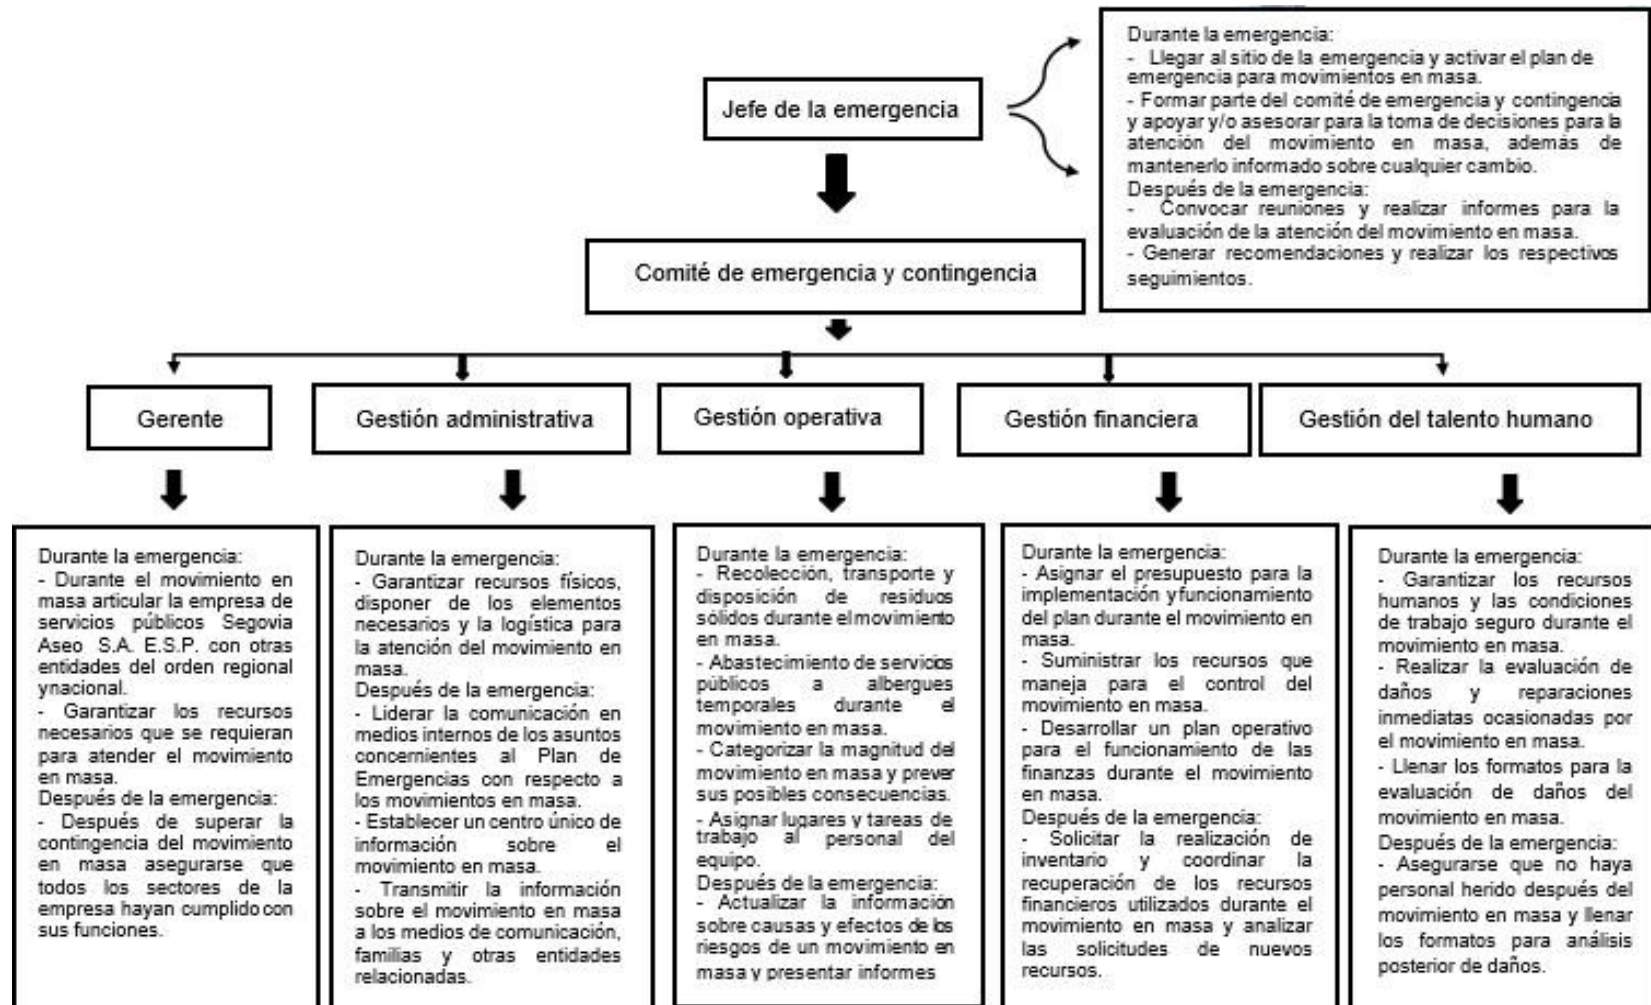 Durante la emergencia:
- Llegar al sitio de la emergencia y activar el plan de
emergencia para movimientos en masa.
- Formar parte del comité de emergencia y contingencia
y apoyar y/o asesorar para la toma de decisiones para la
atención del movimiento en masa, además de
mantenerlo informado sobre cualquier cambio.
Después de la emergencia:
- Convocar reuniones y realizar informes para la
evaluación de la atención del movimiento en masa.
- Generar recomendaciones y realizar los respectivos
seguimientos.
Jefe de la emergencia
Comité de emergencia y contingencia
Gerente
Gestión administrativa
Gestión operativa
Gestión financiera
Gestión del talento humano
Durante la emergencia:
- Durante el movimiento en
masa articular la empresa de
servicios públicos Segovia
Aseo S.A. E.S.P. con otras
entidades del orden regional
ynacional.
- Garantizar los recursos
necesarios que se requieran
para atender el movimiento
en masa.
Después de la emergencia:
- Después de superar la
contingencia del movimiento
en masa asegurarse que
todos los sectores de la
empresa hayan cumplido con
sus funciones.
Durante la emergencia:
- Garantizar recursos físicos,
disponer de los elementos
necesarios y la logística para
la atención del movimiento en
masa.
Después de la emergencia:
- Liderar la comunicación en
medios internos de los asuntos
concernientes al Plan de
Emergencias con respecto a
los movimientos en masa.
- Establecer un centro único de
información sobre el
movimiento en masa.
- Transmitir la información
sobre el movimiento en masa
a los medios de comunicación,
familias y otras entidades
relacionadas.
Durante la emergencia:
- Recolección, transporte y
disposición de residuos
sólidos durante el movimiento
en masa.
- Abastecimiento de servicios
públicos a albergues
temporales durante el
movimiento en masa.
- Categorizar la magnitud del
movimiento en masa y prever
sus posibles consecuencias.
- Asignar lugares y tareas de
trabajo al personal del
equipo.
Después de la emergencia:
- Actualizar la información
sobre causas y efectos de los
riesgos de un movimiento en
masa y presentar informes
Durante la emergencia:
- Asignar el presupuesto para la
implementación y funcionamiento
del plan durante el movimiento en
masa.
- Suministrar los recursos que
maneja para el control del
movimiento en masa.
- Desarrollar un plan operativo
para el funcionamiento de las
finanzas durante el movimiento
en masa.
Después de la emergencia:
- Solicitar la realización de
inventario y coordinar la
recuperación de los recursos
financieros utilizados durante el
movimiento en masa y analizar
las solicitudes de nuevos
recursos.
Durante la emergencia:
- Garantizar los recursos
humanos y las condiciones
de trabajo seguro durante el
movimiento en masa.
- Realizar la evaluación de
daños y reparaciones
inmediatas ocasionadas por
el movimiento en masa.
- Llenar los formatos para la
evaluación de daños del
movimiento en masa.
Después de la emergencia:
- Asegurarse que no haya
personal herido después del
movimiento en masa y llenar
los formatos para análisis
posterior de daños.